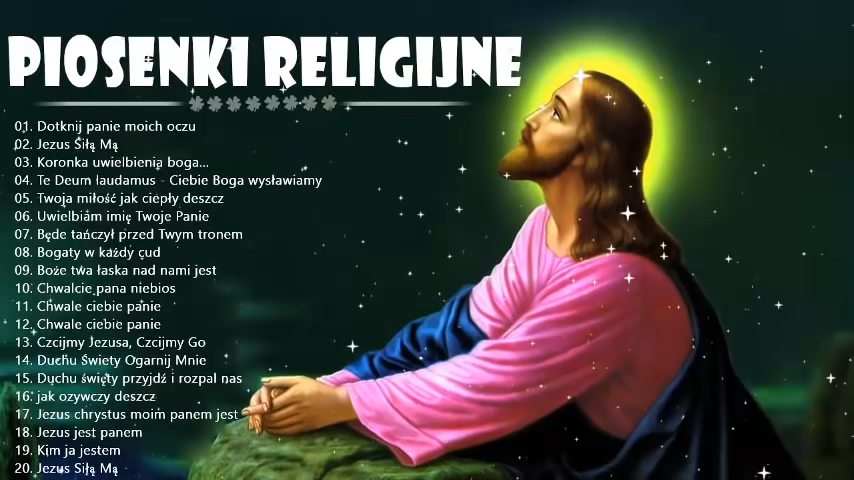 PIOSENKI RELIGIJNE
01. Dotknij panie moich oczu
02. Jezus Siłą Mą
03. Koronka uwielbienia boga...
04. Te Deum laudamus - Ciebie Boga wysławiamy
05. Twoja miłość jak ciepły deszcz
06. Uwielbiam imię Twoje Panie
07. Będe tańczył przed Twym tronem
08. Bogaty w każdy cud
09. Boże twa łaska nad nami jest
10. Chwalcie pana niebios
11. Chwale ciebie panie
12. Chwale ciebie panie
13. Czcijmy Jezusa, Czcijmy Go
14. Duchu Święty Ogarnij Mnie
15. Duchu święty przyjdź i rozpal nas
16. jak ozywczy deszcz
17. Jezus chrystus moim panem jest
18. Jezus jest panem
19. Kim ja jestem
20. Jezus Siłą Mą